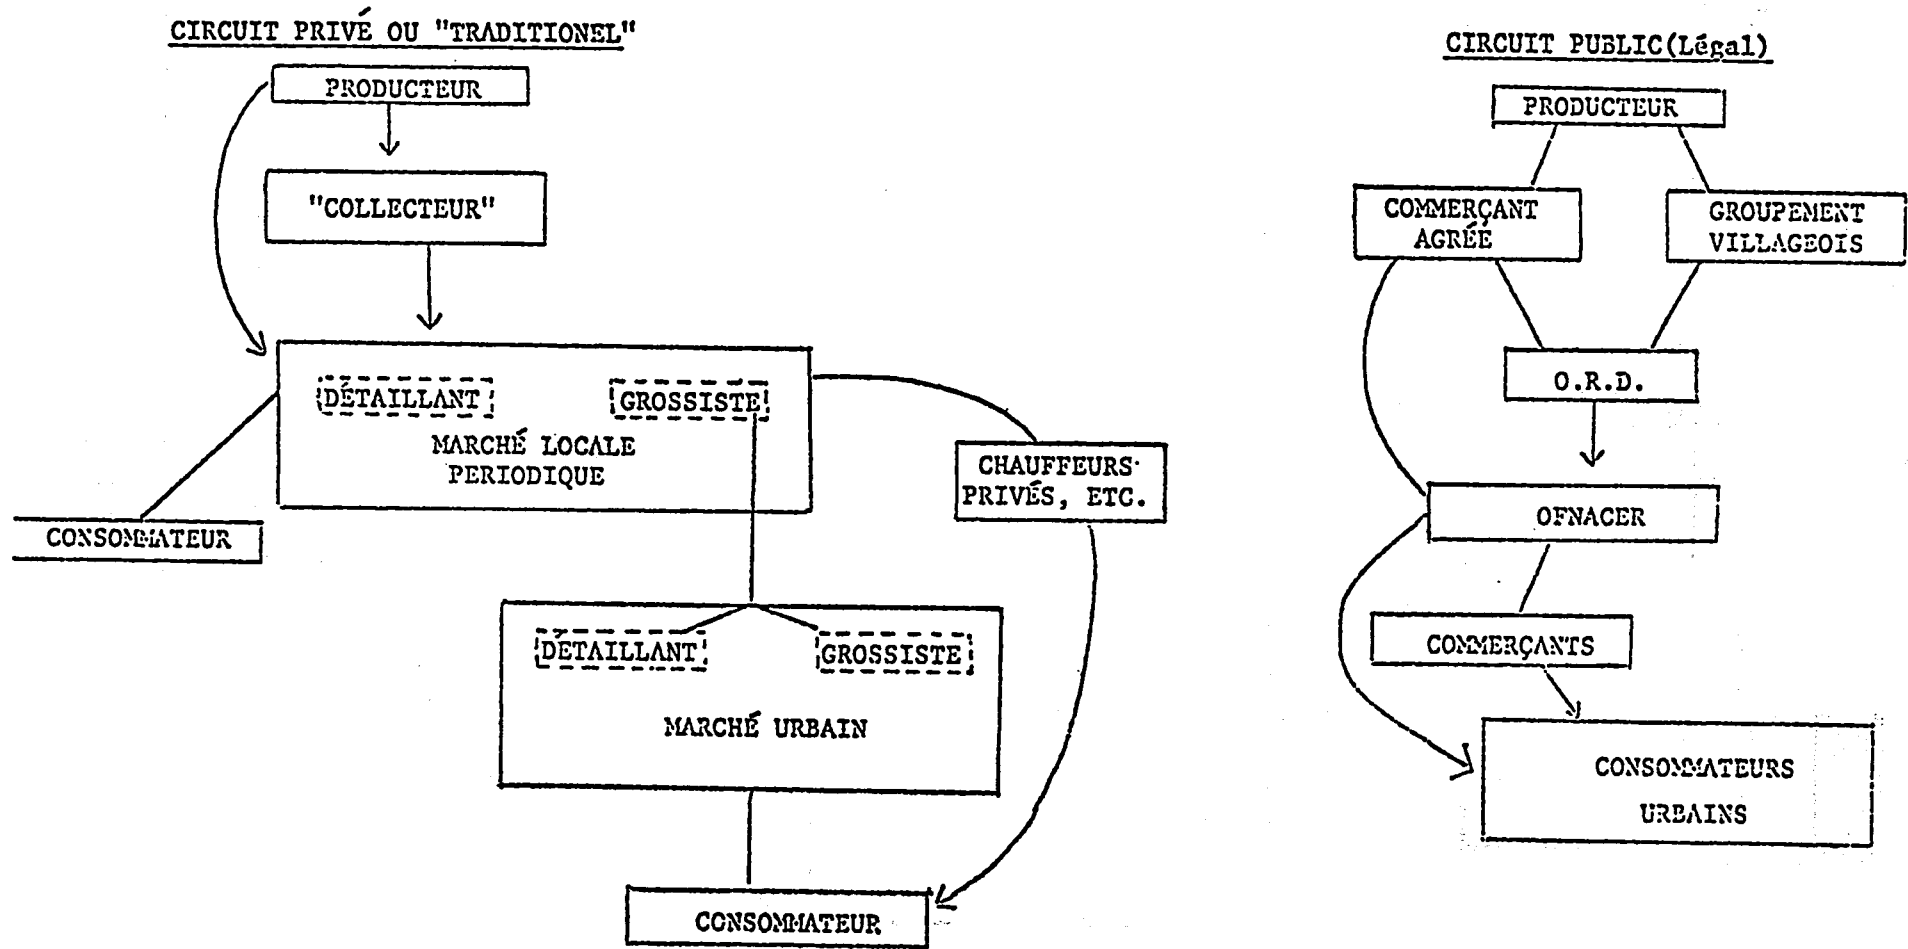 CIRCUIT PRIVÉ OU "TRADITIONEL"
PRODUCTEUR
"COLLECTEUR"
DÉTAILLANT
GROSSISTE
MARCHÉ LOCALE
PERIODIQUE
CHAUFFEURS
PRIVÉS, ETC.
CONSOMMATEUR
DÉTAILLANT
GROSSISTE
MARCHÉ URBAIN
CONSOMMATEUR
CIRCUIT PUBLIC(Légal)
PRODUCTEUR
COMMERÇANT
AGRÉÉ
GROUPEMENT
VILLAGEOIS
O.R.D.
OFNACER
COMMERÇANTS
CONSOMMATEURS
URBAINS